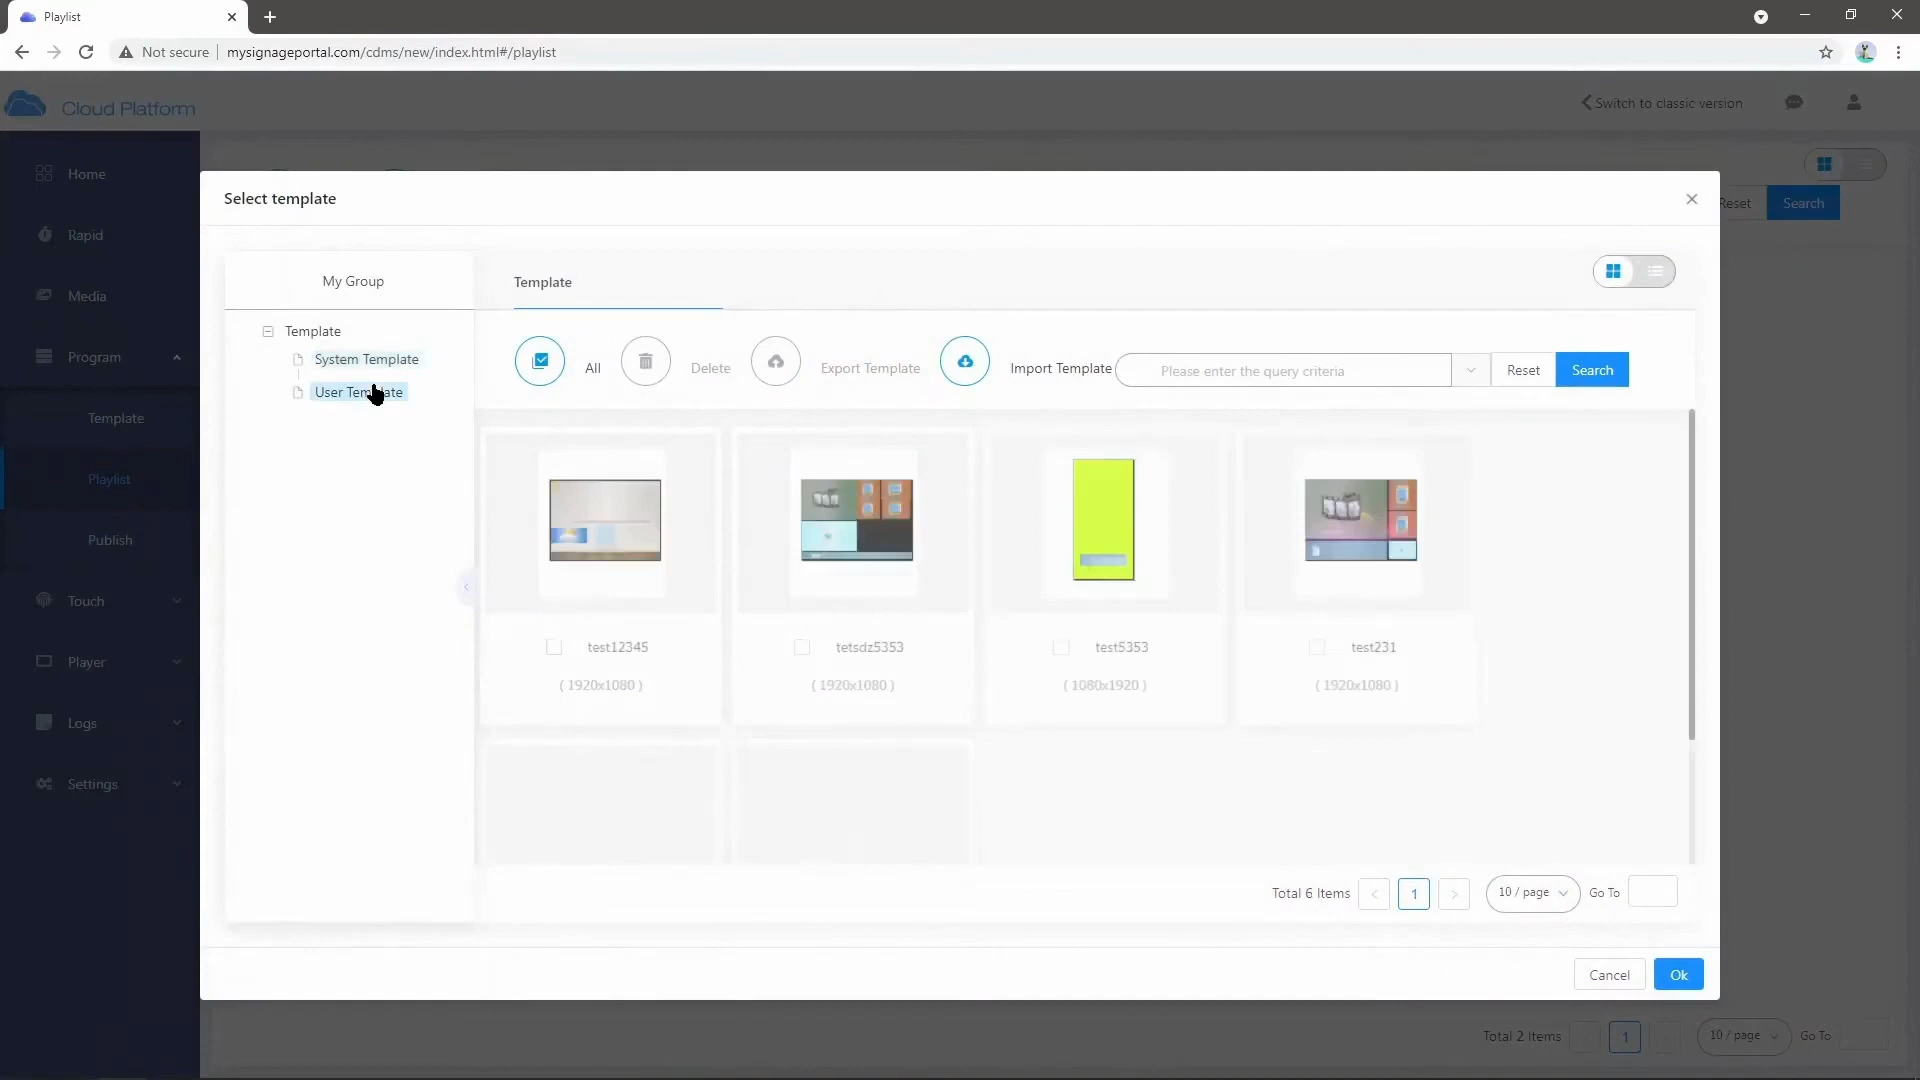 Playlist
Not secure
mysignageportal.com/cdms/new/index.html#/playlist
Cloud Platform
Switch to classic version
Home
Rapid
Media
Program
Template
Playlist
Publish
Touch
Player
Logs
Settings
Reset
Search
Select template
My Group
Template
System Template
User Template
Template
All
Delete
Export Template
Import Template
Please enter the query criteria
Reset
Search
test12345
( 1920x1080 )
tetsdz5353
( 1920x1080 )
test5353
( 1080x1920 )
test231
( 1920x1080 )
Total 6 Items
1
10 / page
Go To
Cancel
Ok
Total 2 Items
1
10 / page
Go To